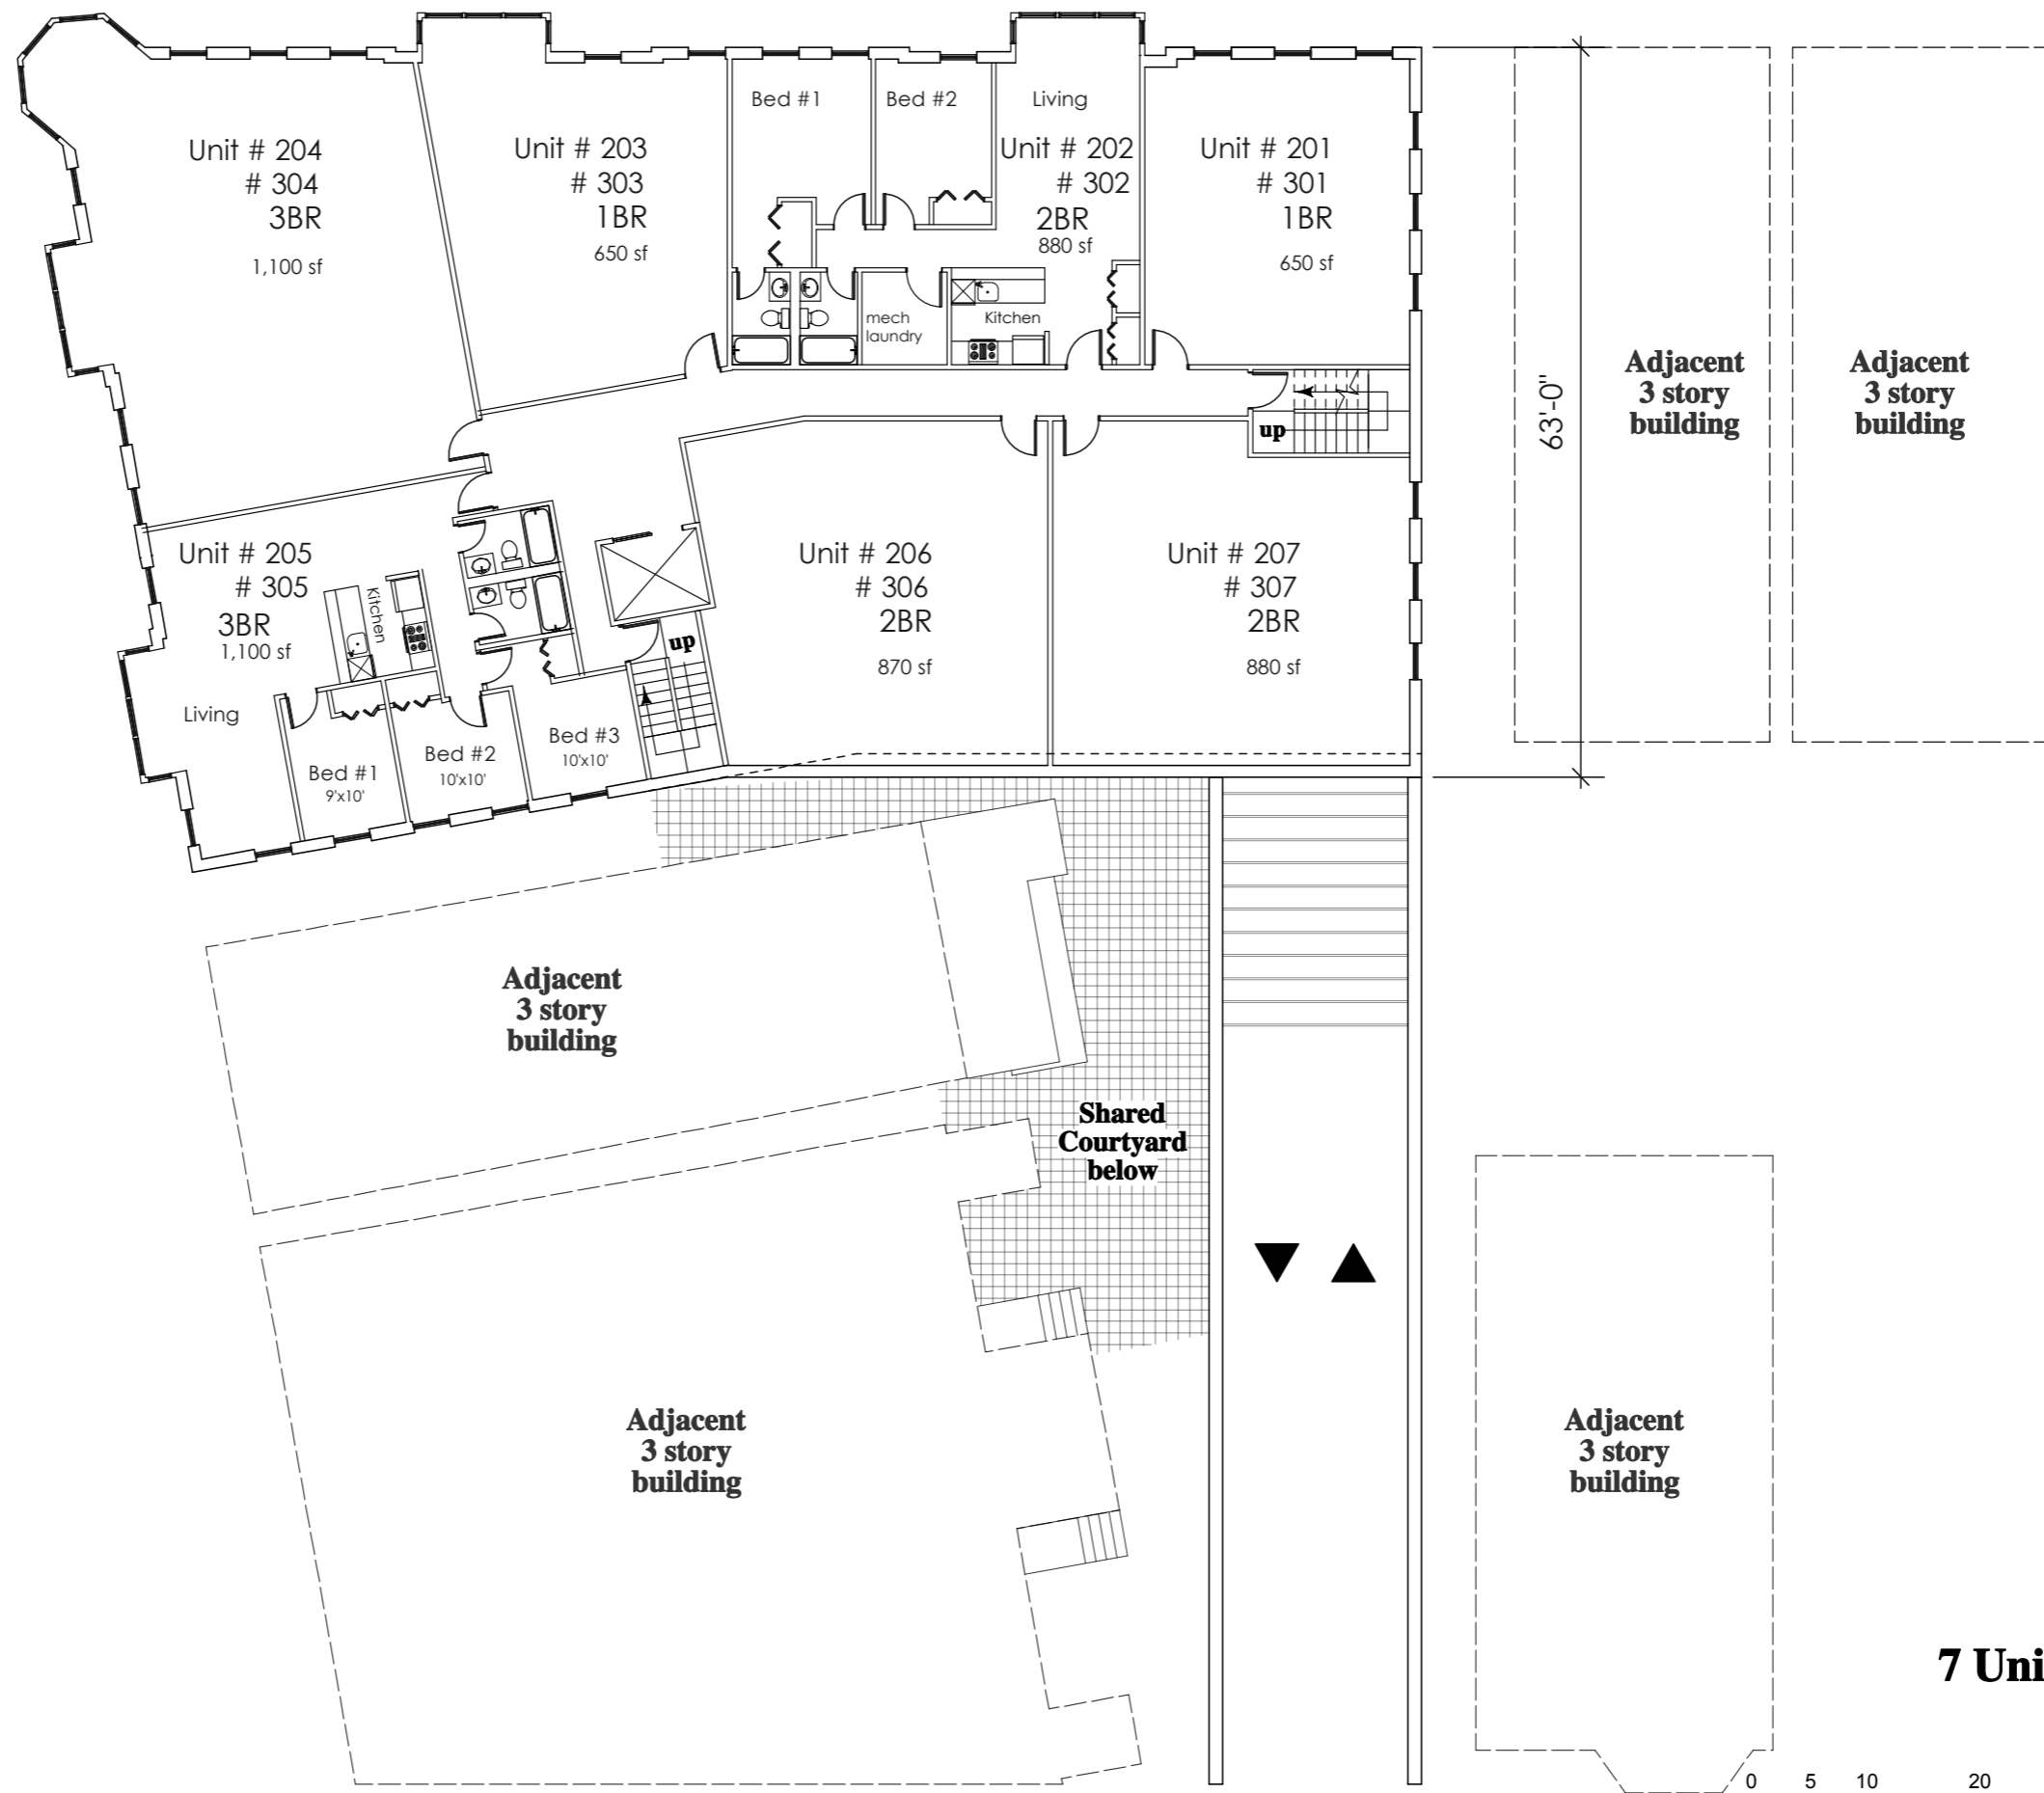 Unit # 204
# 304
3BR
1,100 sf
Unit # 203
# 303
1BR
650 sf
Bed #1
Bed #2
Living
Unit # 202
# 302
2BR
880 sf
mech
laundry
Kitchen
Unit # 201
# 301
1BR
650 sf
up
63'-0"
Adjacent
3 story
building
Adjacent
3 story
building
Unit # 205
# 305
3BR
1,100 sf
Kitchen
Living
Bed #1
9'x10'
Bed #2
10'x10'
Bed #3
10'x10'
up
Unit # 206
# 306
2BR
870 sf
Unit # 207
# 307
2BR
880 sf
Adjacent
3 story
building
Shared
Courtyard
below
Adjacent
3 story
building
Adjacent
3 story
building
7 Uni
0 5 10 20